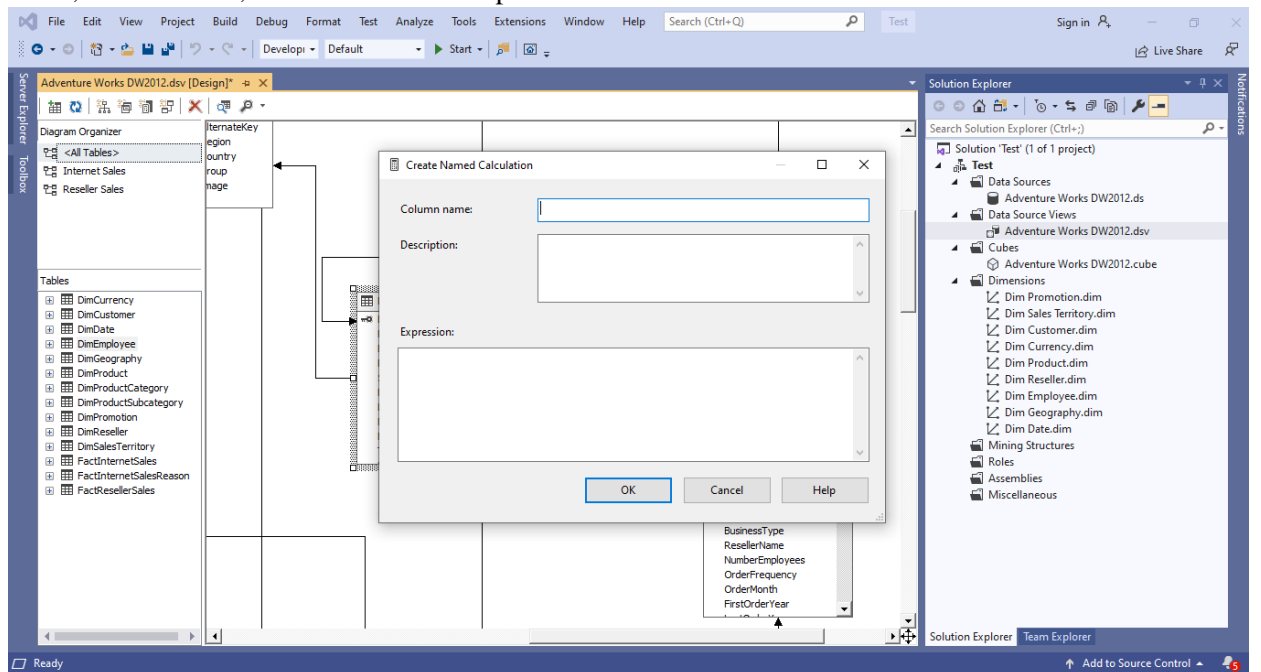 File Edit View Project Build Debug Format Test Analyze Tools Extensions Window Help Search (Ctrl+Q) Test Sign in
Developi Default Start Live Share
Server Explorer
Toolbox
Adventure Works DW2012.dsv [Design]*
Diagram Organizer
<All Tables>
Internet Sales
Reseller Sales
Tables
DimCurrency
DimCustomer
DimDate
DimEmployee
DimGeography
DimProduct
DimProductCategory
DimProductSubcategory
DimPromotion
DimReseller
DimSalesTerritory
FactInternetSales
FactInternetSalesReason
FactResellerSales
lternateKey
egion
ountry
roup
mage
Create Named Calculation
Column name:
Description:
Expression:
OK Cancel Help
BusinessType
ResellerName
NumberEmployees
OrderFrequency
OrderMonth
FirstOrderYear
Solution Explorer
Search Solution Explorer (Ctrl+;)
Solution 'Test' (1 of 1 project)
Test
Data Sources
Adventure Works DW2012.ds
Data Source Views
Adventure Works DW2012.dsv
Cubes
Adventure Works DW2012.cube
Dimensions
Dim Promotion.dim
Dim Sales Territory.dim
Dim Customer.dim
Dim Currency.dim
Dim Product.dim
Dim Reseller.dim
Dim Employee.dim
Dim Geography.dim
Dim Date.dim
Mining Structures
Roles
Assemblies
Miscellaneous
Solution Explorer Team Explorer
Notifications
Ready Add to Source Control 5